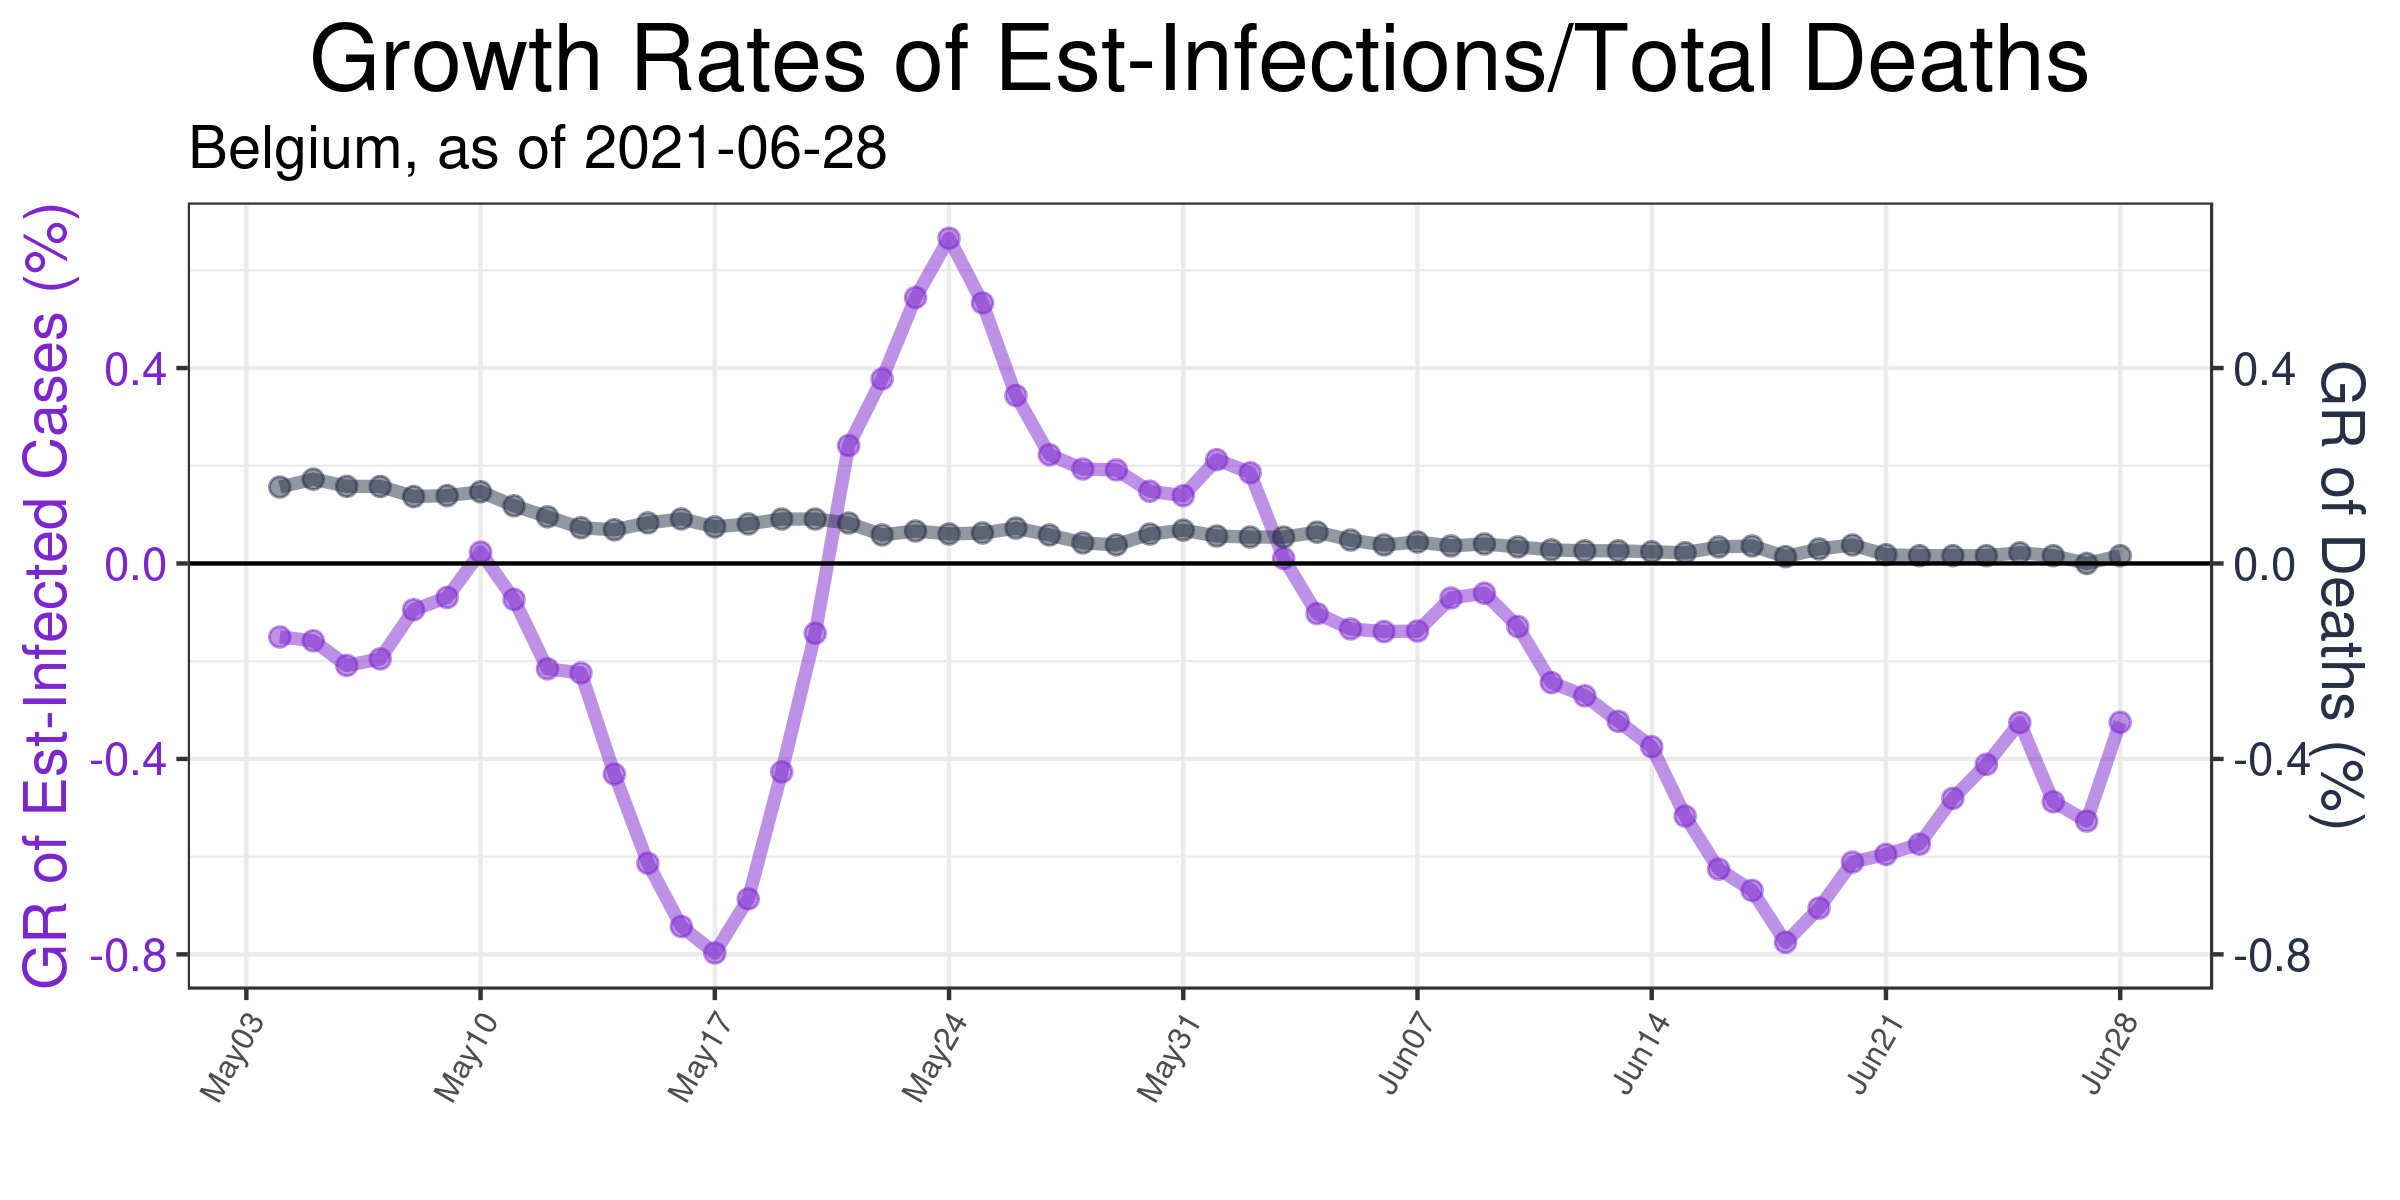 Growth Rates of Est-Infections/Total Deaths
Belgium, as of 2021-06-28
GR of Est-Infected Cases (%)
0.4
0.0
-0.4
-0.8
0.4
0.0
-0.4
-0.8
GR of Deaths (%)
May03
May10
May17
May24
May31
Jun07
Jun14
Jun21
Jun28